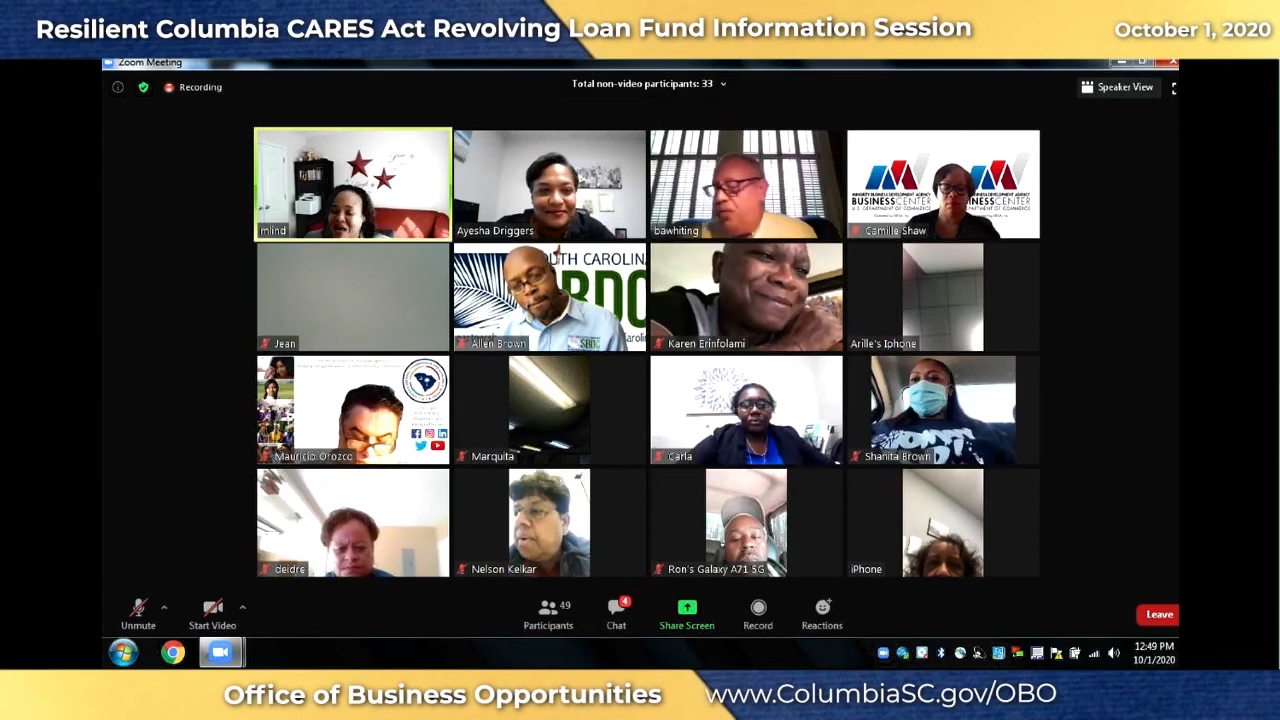 Resilient Columbia CARES Act Revolving Loan Fund Information Session
October 1, 2020
Zoom Meeting
Recording
Total non-video participants: 33
Speaker View
mlind
Ayesha Driggers
bawhiting
BUSINESS
CENTER
U.S. DEPARTMENT OF COMMERCE
Camille Shaw
Jean
SOUTH CAROLINA
SBDC
Allen Brown
Karen Erinfolami
Arille's Iphone
Mauricio Orozco
Marquita
Carla
Shanita Brown
deidre
Nelson Kelkar
Ron's Galaxy A71 5G
iPhone
Unmute
Start Video
49
Participants
4
Chat
Share Screen
Record
Reactions
Leave
12:49 PM
10/1/2020
Office of Business Opportunities
www.ColumbiaSC.gov/OBO